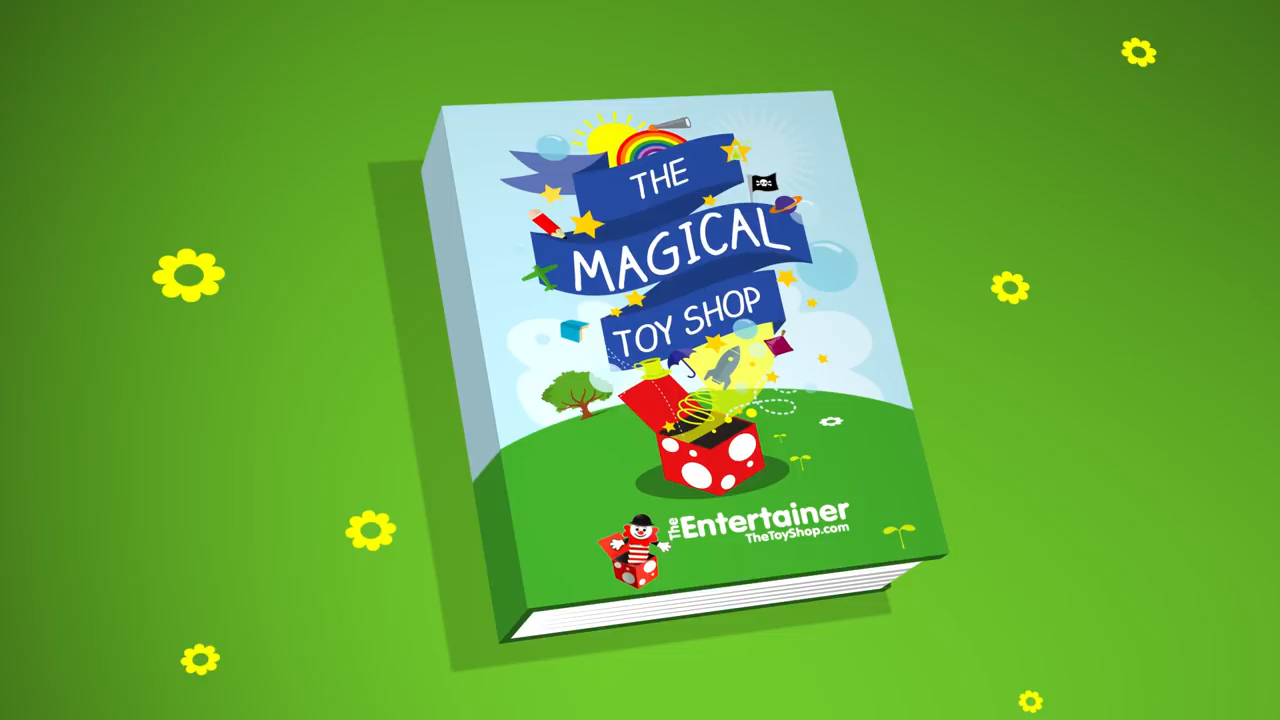 THE
MAGICAL
TOY SHOP
The Entertainer
TheToyShop.com